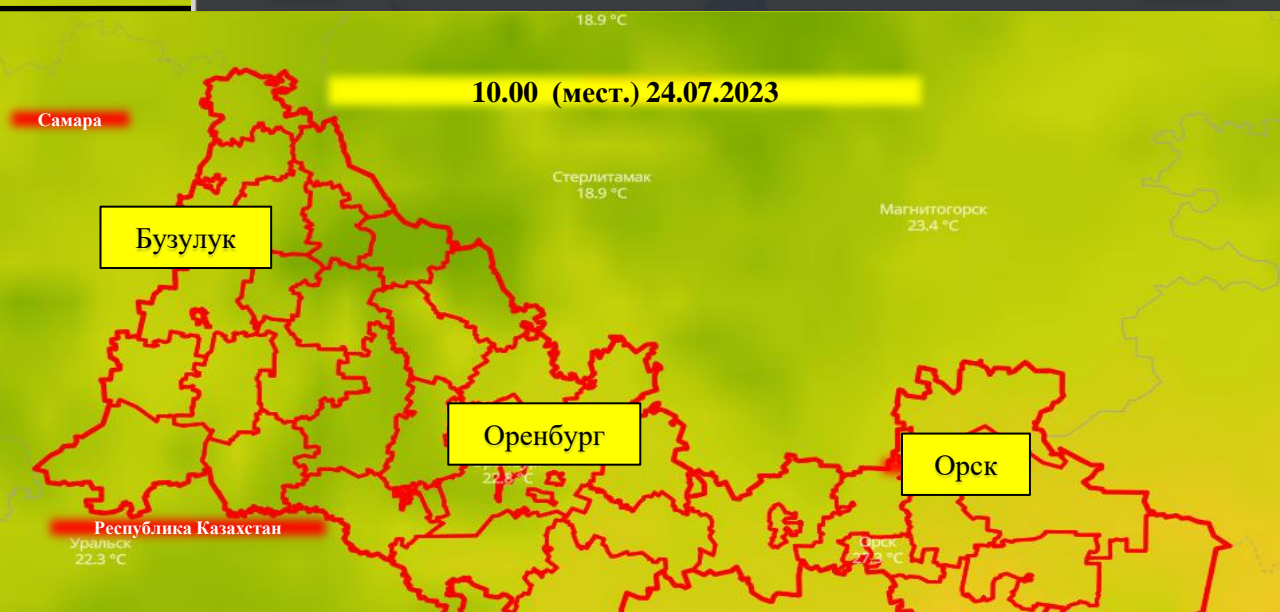 18.9 °C
10.00 (мест.) 24.07.2023
Самара
Стерлитамак
18.9 °C
Магнитогорск
23.4 °C
Бузулук
Оренбург
22.8 °C
Орск
Республика Казахстан
Уральск
22.3 °C
Орск
27.3 °C